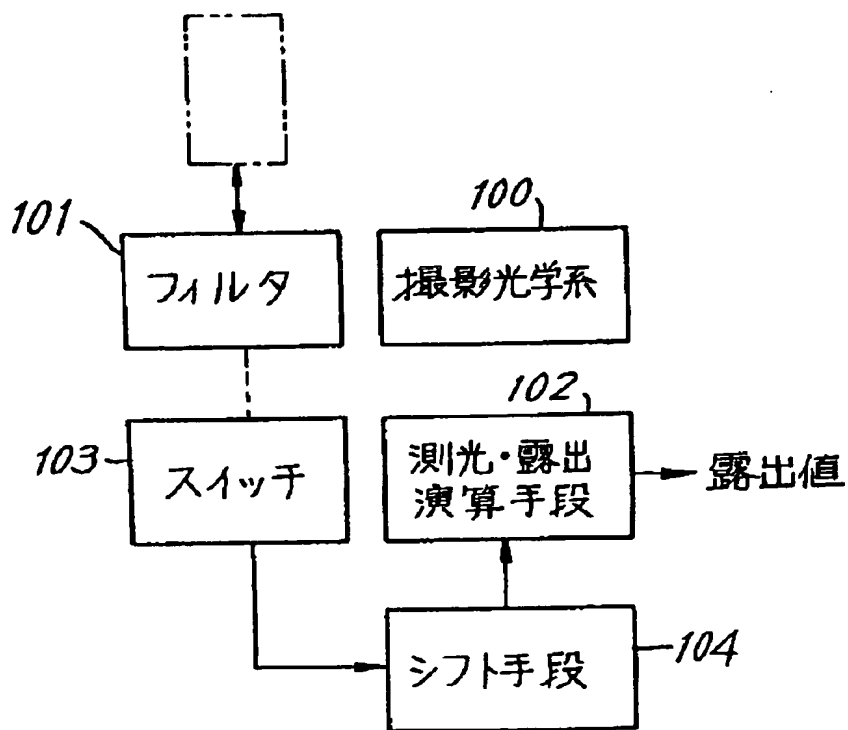 101
フィルタ
100
撮影光学系
102
103
スイッチ
測光・露出
演算手段
露出値
シフト手段
104